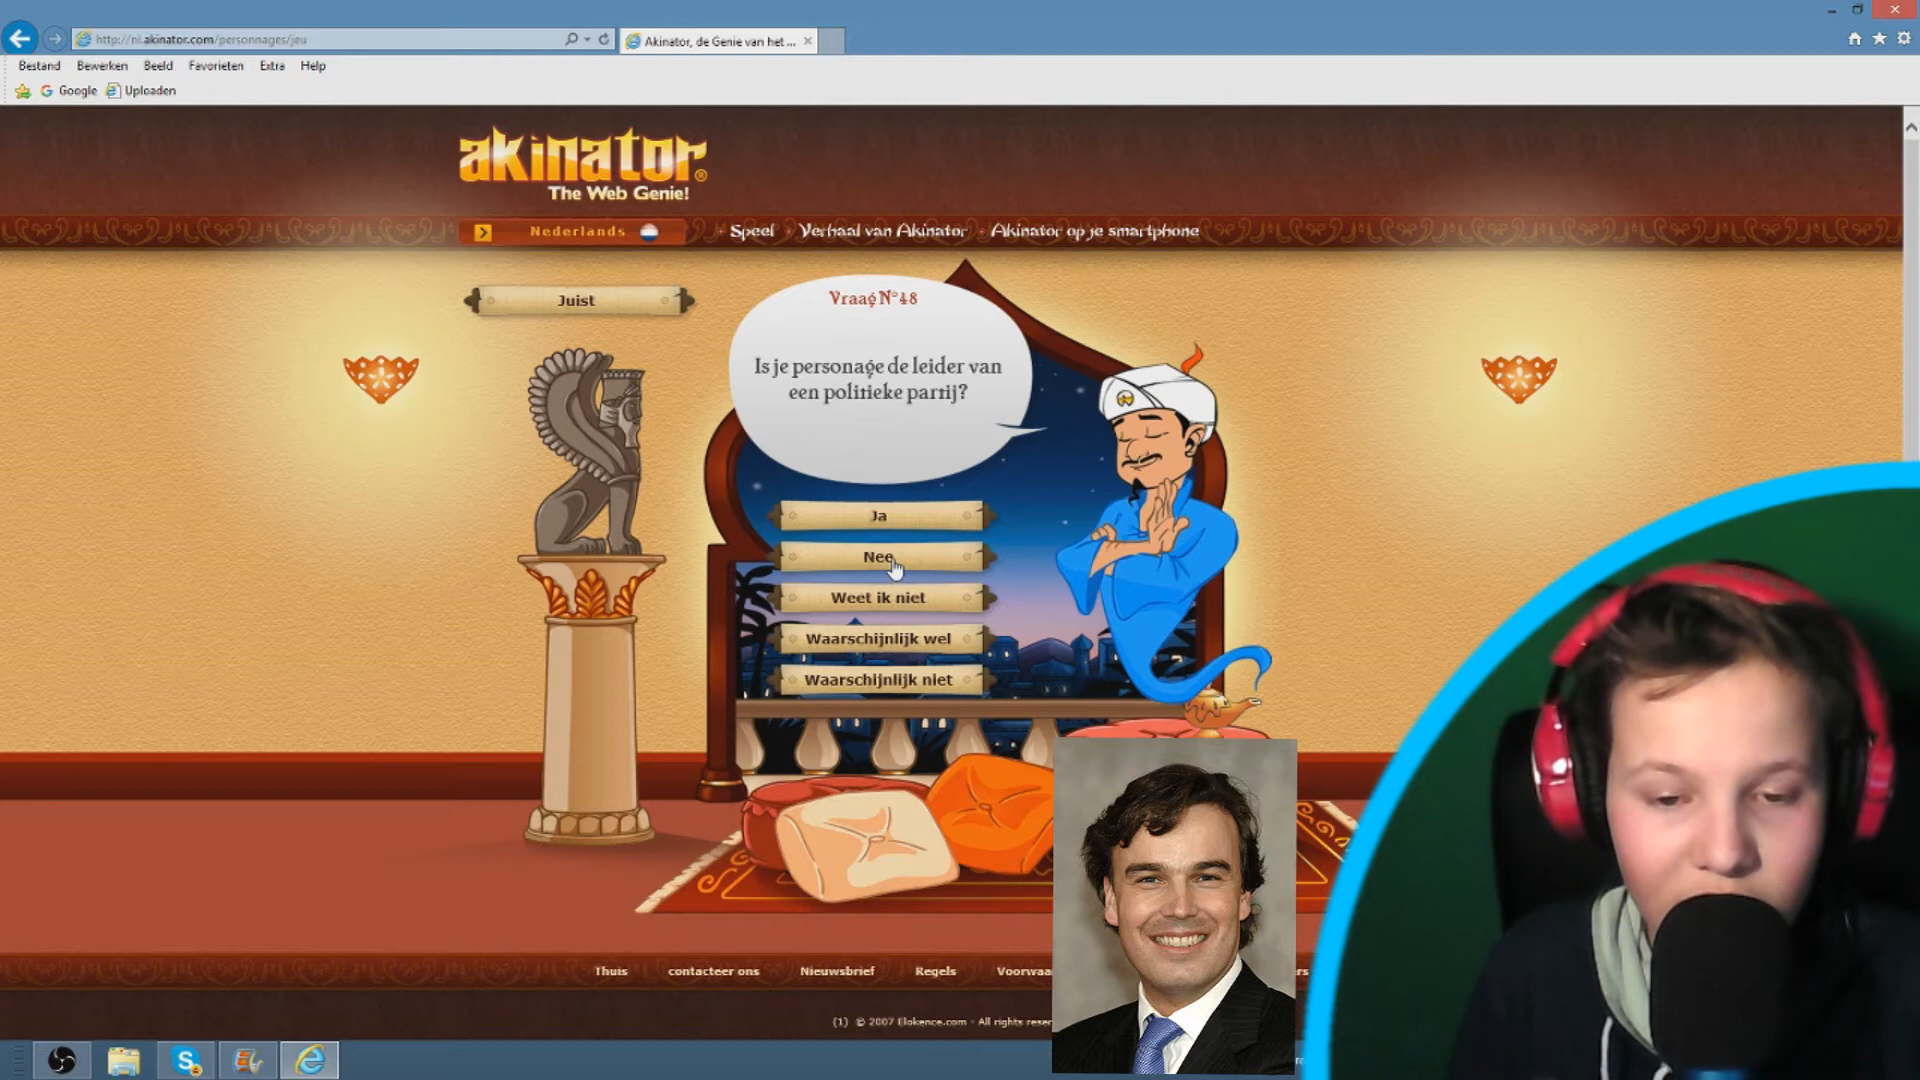 http://nl.akinator.com/personnages/jeu
Akinator, de Genie van het ...
Bestand Bewerken Beeld Favorieten Extra Help
Google Uploaden
akinator®
The Web Genie!
Nederlands
Speel Verhaal van Akinator Akinator op je smartphone
Juist
Vraag N°48
Is je personage de leider van
een politieke partij?
Ja
Nee
Weet ik niet
Waarschijnlijk wel
Waarschijnlijk niet
Thuis contacteer ons Nieuwsbrief Regels
(1) © 2007 Elokence.com - All rights